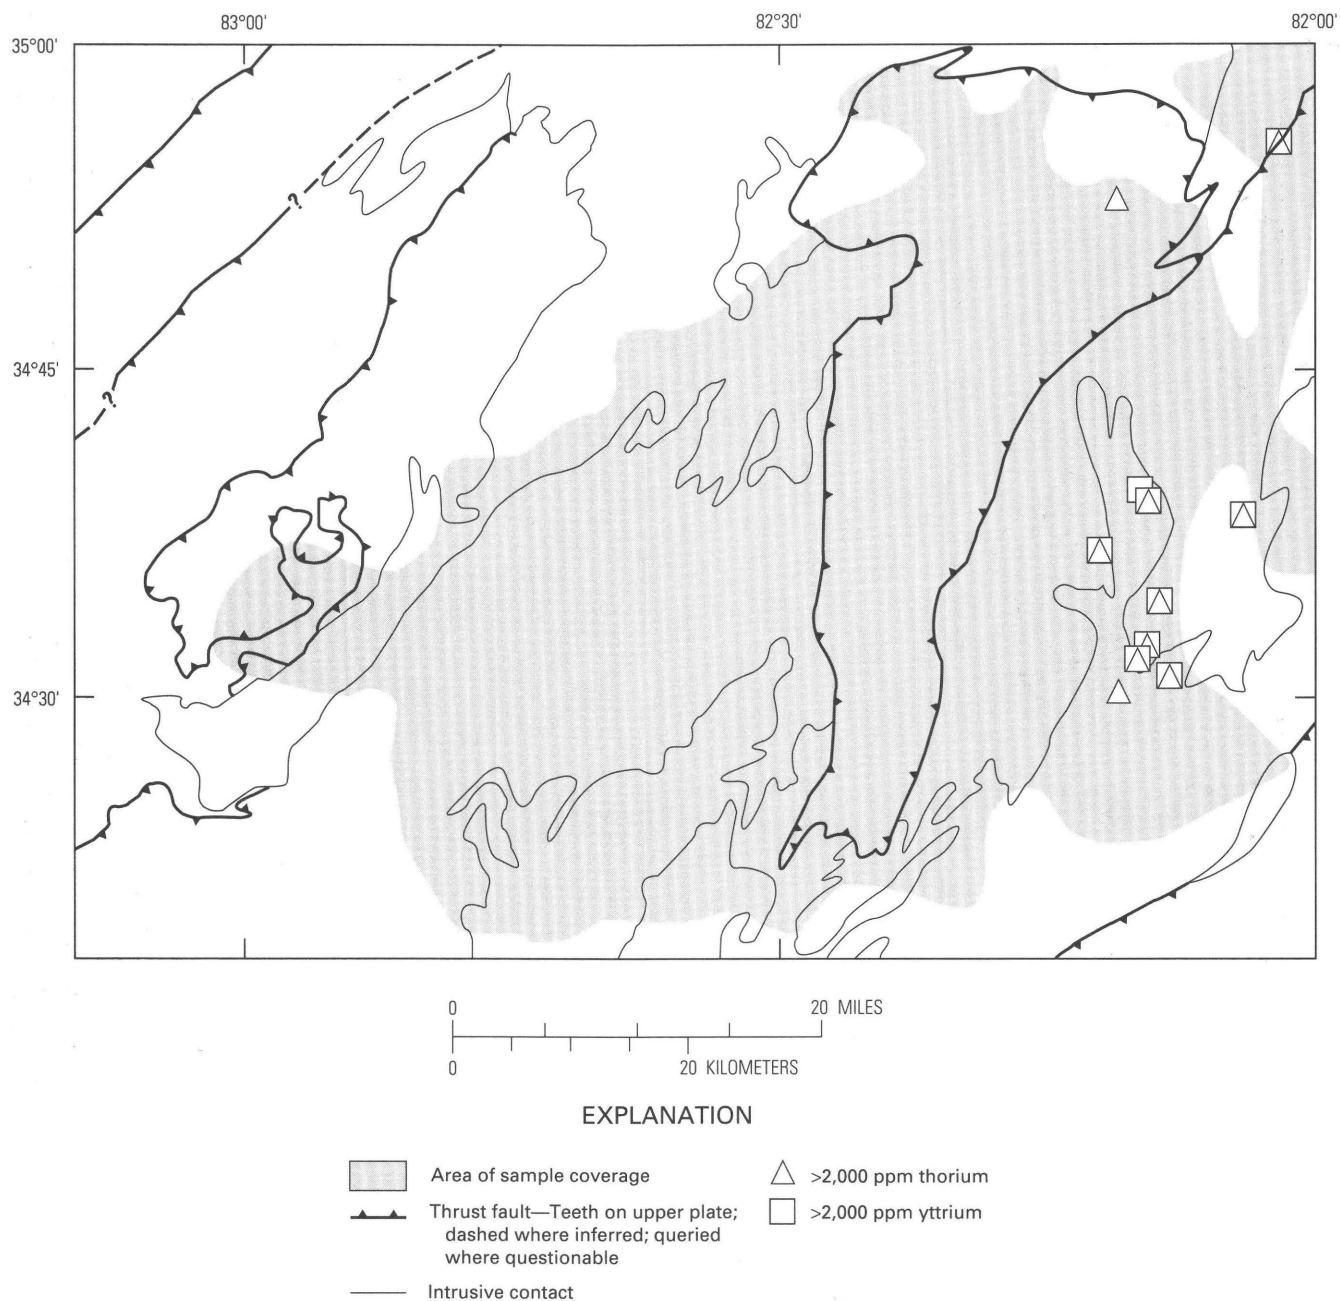 83°00'
82°30'
82°00'
35°00'
?
34°45'
?
34°30'
0
20 MILES
0
20 KILOMETERS
EXPLANATION
Area of sample coverage
>2,000 ppm thorium
Thrust fault—Teeth on upper plate;
dashed where inferred; queried
where questionable
>2,000 ppm yttrium
Intrusive contact